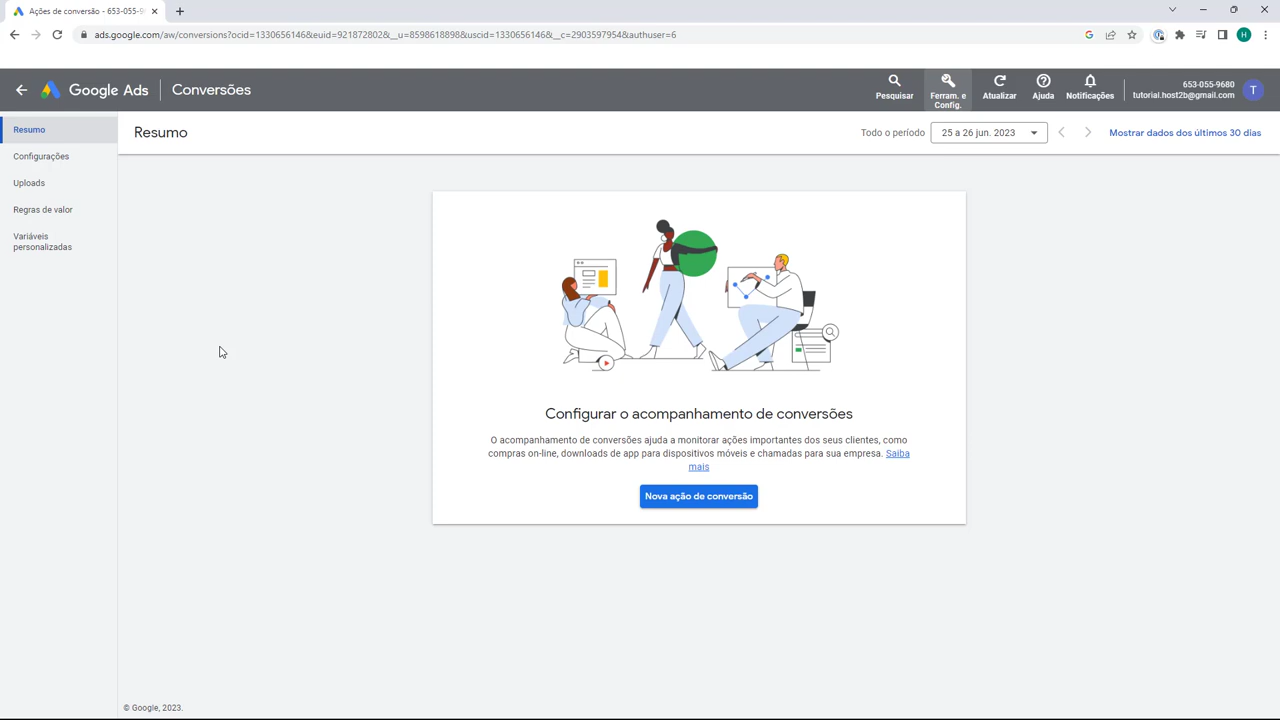 Ações de conversão - 653-055-9
ads.google.com/aw/conversions?ocid=1330656146&euid=921872802&__u=8598618898&uscid=1330656146&__c=2903597954&authuser=6
H
Google Ads
Conversões
Pesquisar
Ferram. e
Config.
Atualizar
Ajuda
Notificações
653-055-9680
tutorial.host2b@gmail.com
T
Resumo
Configurações
Uploads
Regras de valor
Variáveis
personalizadas
Resumo
Todo o período
25 a 26 jun. 2023
Mostrar dados dos últimos 30 dias
Configurar o acompanhamento de conversões
O acompanhamento de conversões ajuda a monitorar ações importantes dos seus clientes, como
compras on-line, downloads de app para dispositivos móveis e chamadas para sua empresa. Saiba
mais
Nova ação de conversão
© Google, 2023.